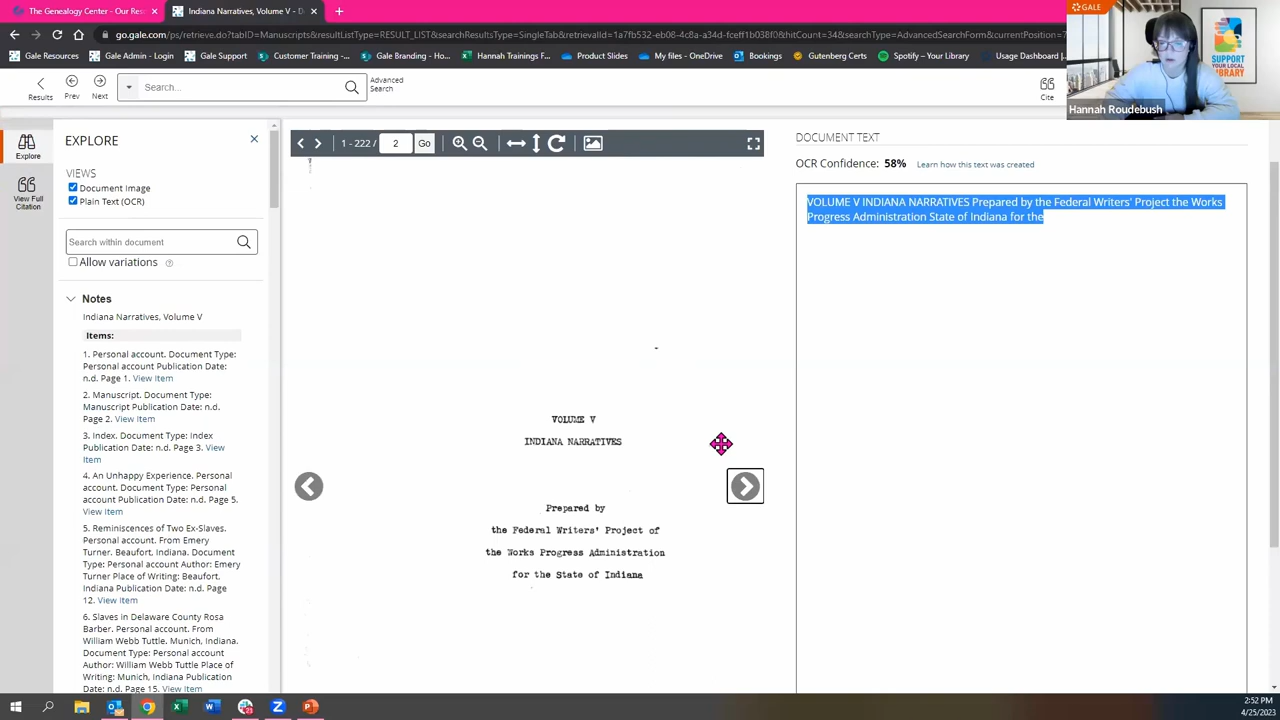 The Genealogy Center - Our Res
Indiana Narratives, Volume V - D
go.gale.com/ps/retrieve.do?tabID=Manuscripts&resultListType=RESULT_LIST&searchResultsType=SingleTab&retrievalId=1a7fb532-eb08-4c8a-a34d-fceff1b038f0&hitCount=34&searchType=AdvancedSearchForm&currentPosition=7
Gale Resources
Gale Admin - Login
Gale Support
Customer Training -...
Gale Branding - Ho...
Hannah Trainings F...
Product Slides
My files - OneDrive
Bookings
Gutenberg Certs
Spotify – Liked Songs
Usage Dashboard
GALE
SUPPORT
YOUR LOCAL
LIBRARY
Hannah Roudebush
Results
Prev
Next
Search...
Advanced
Search
Cite
Explore
View Full
Citation
EXPLORE
VIEWS
Document Image
Plain Text (OCR)
Search within document
Allow variations
Notes
Indiana Narratives, Volume V
Items:
1. Personal account. Document Type:
Personal account Publication Date:
n.d. Page 1. View Item
2. Manuscript. Document Type:
Manuscript Publication Date: n.d.
Page 2. View Item
3. Index. Document Type: Index
Publication Date: n.d. Page 3. View
Item
4. An Unhappy Experience. Personal
account. Document Type: Personal
account Publication Date: n.d. Page 5.
View Item
5. Reminiscences of Two Ex-Slaves.
Personal account. From Emery
Turner. Beaufort, Indiana. Document
Type: Personal account Author: Emery
Turner Place of Writing: Beaufort,
Indiana Publication Date: n.d. Page
12. View Item
6. Slaves in Delaware County Rosa
Barber. Personal account. From
William Webb Tuttle. Munich, Indiana.
Document Type: Personal account
Author: William Webb Tuttle Place of
Writing: Munich, Indiana Publication
Date: n.d. Page 15. View Item
1 - 222 /
2
Go
VOLUME V
INDIANA NARRATIVES
Prepared by
the Federal Writers' Project of
the Works Progress Administration
for the State of Indiana
DOCUMENT TEXT
OCR Confidence: 58%
Learn how this text was created
VOLUME V INDIANA NARRATIVES Prepared by the Federal Writers' Project the Works
Progress Administration State of Indiana for the
2:52 PM
4/25/2023